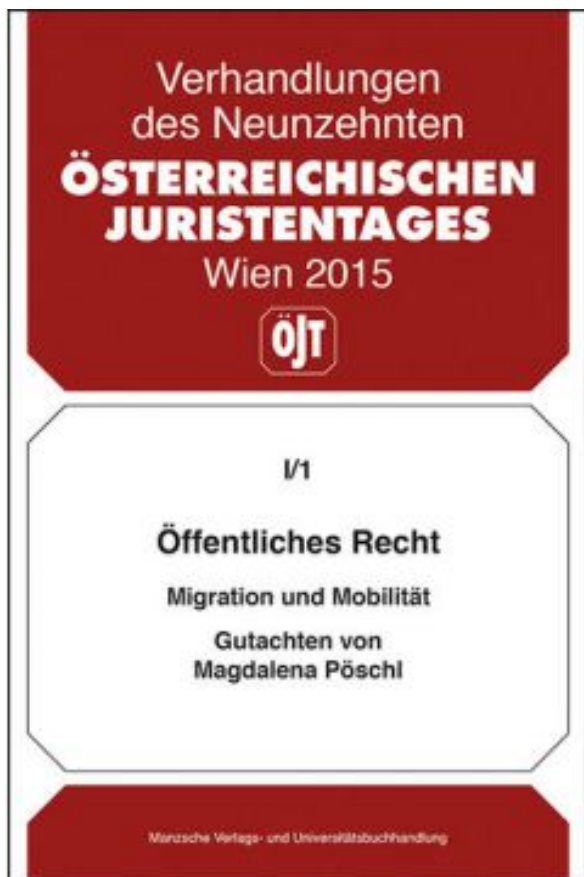 Verhandlungen
des Neunzehnten
ÖSTERREICHISCHEN
JURISTENTAGES
Wien 2015
ÖJT
I/1
Öffentliches Recht
Migration und Mobilität
Gutachten von
Magdalena Pöschl
Manzsche Verlags- und Universitätsbuchhandlung